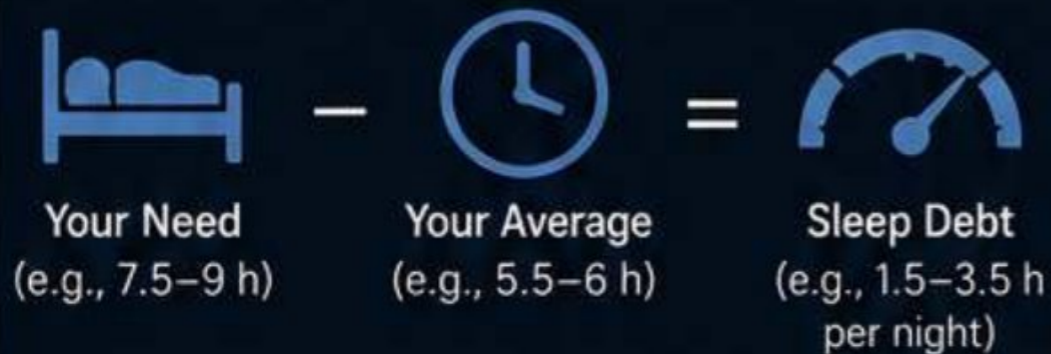 −
=
Your Need
(e.g., 7.5–9 h)
Your Average
(e.g., 5.5–6 h)
Sleep Debt
(e.g., 1.5–3.5 h
per night)